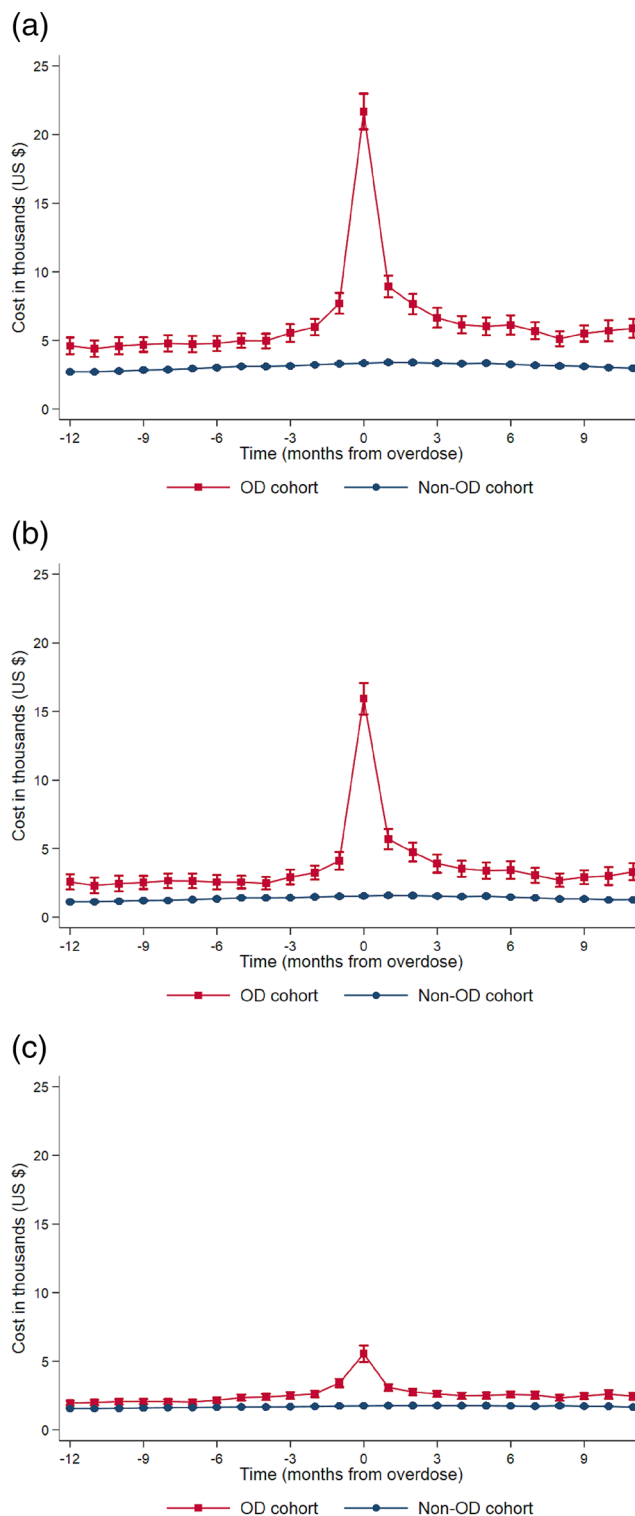 (a)
Cost in thousands (US $)
25
20
15
10
5
0
-12 -9 -6 -3 0 3 6 9
Time (months from overdose)
OD cohort Non-OD cohort
(b)
Cost in thousands (US $)
25
20
15
10
5
0
-12 -9 -6 -3 0 3 6 9
Time (months from overdose)
OD cohort Non-OD cohort
(c)
Cost in thousands (US $)
25
20
15
10
5
0
-12 -9 -6 -3 0 3 6 9
Time (months from overdose)
OD cohort Non-OD cohort